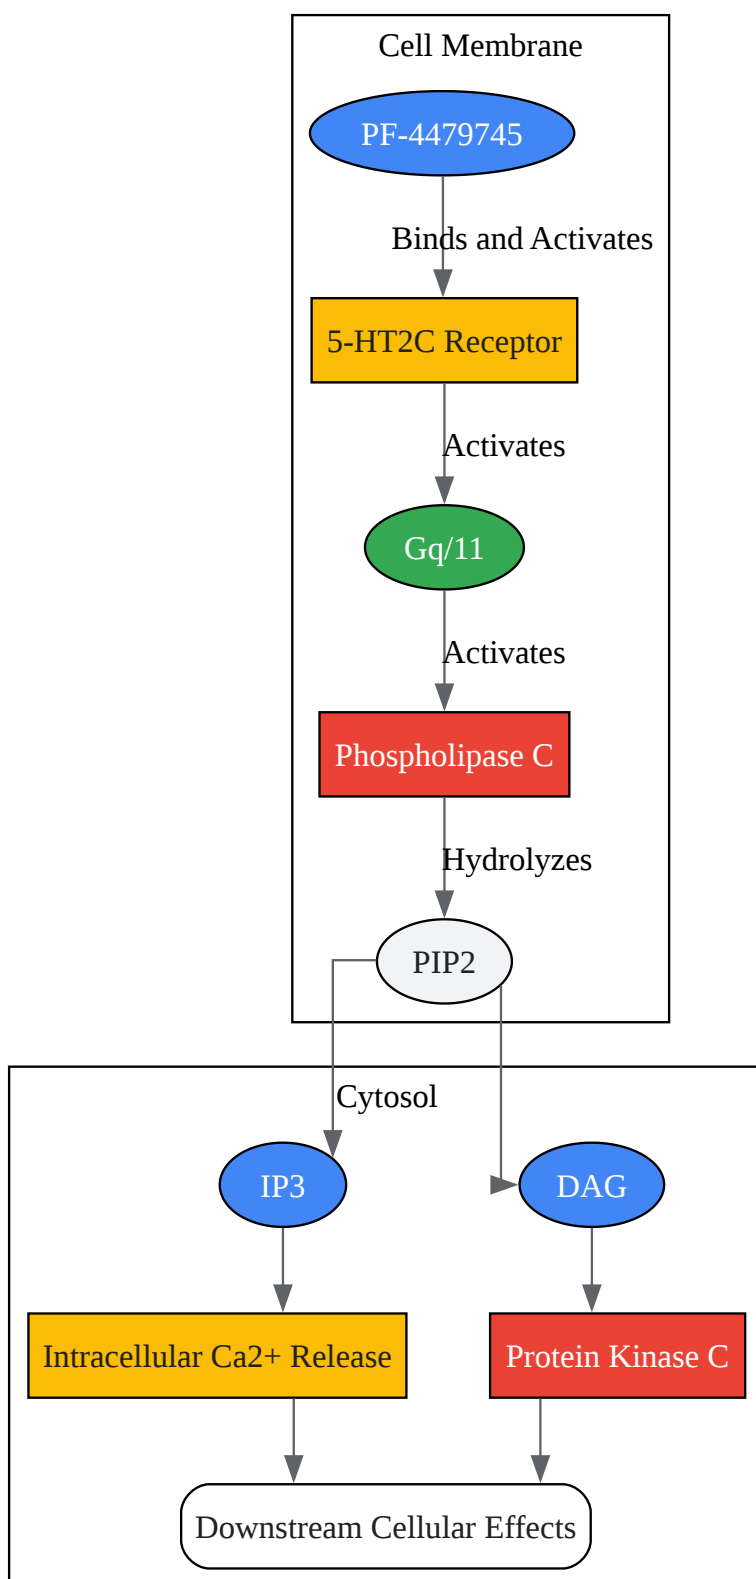 Cell Membrane
PF-4479745
Binds and Activates
5-HT2C Receptor
Activates
Gq/11
Activates
Phospholipase C
Hydrolyzes
PIP2
Cytosol
IP3
DAG
Intracellular Ca2+ Release
Protein Kinase C
Downstream Cellular Effects